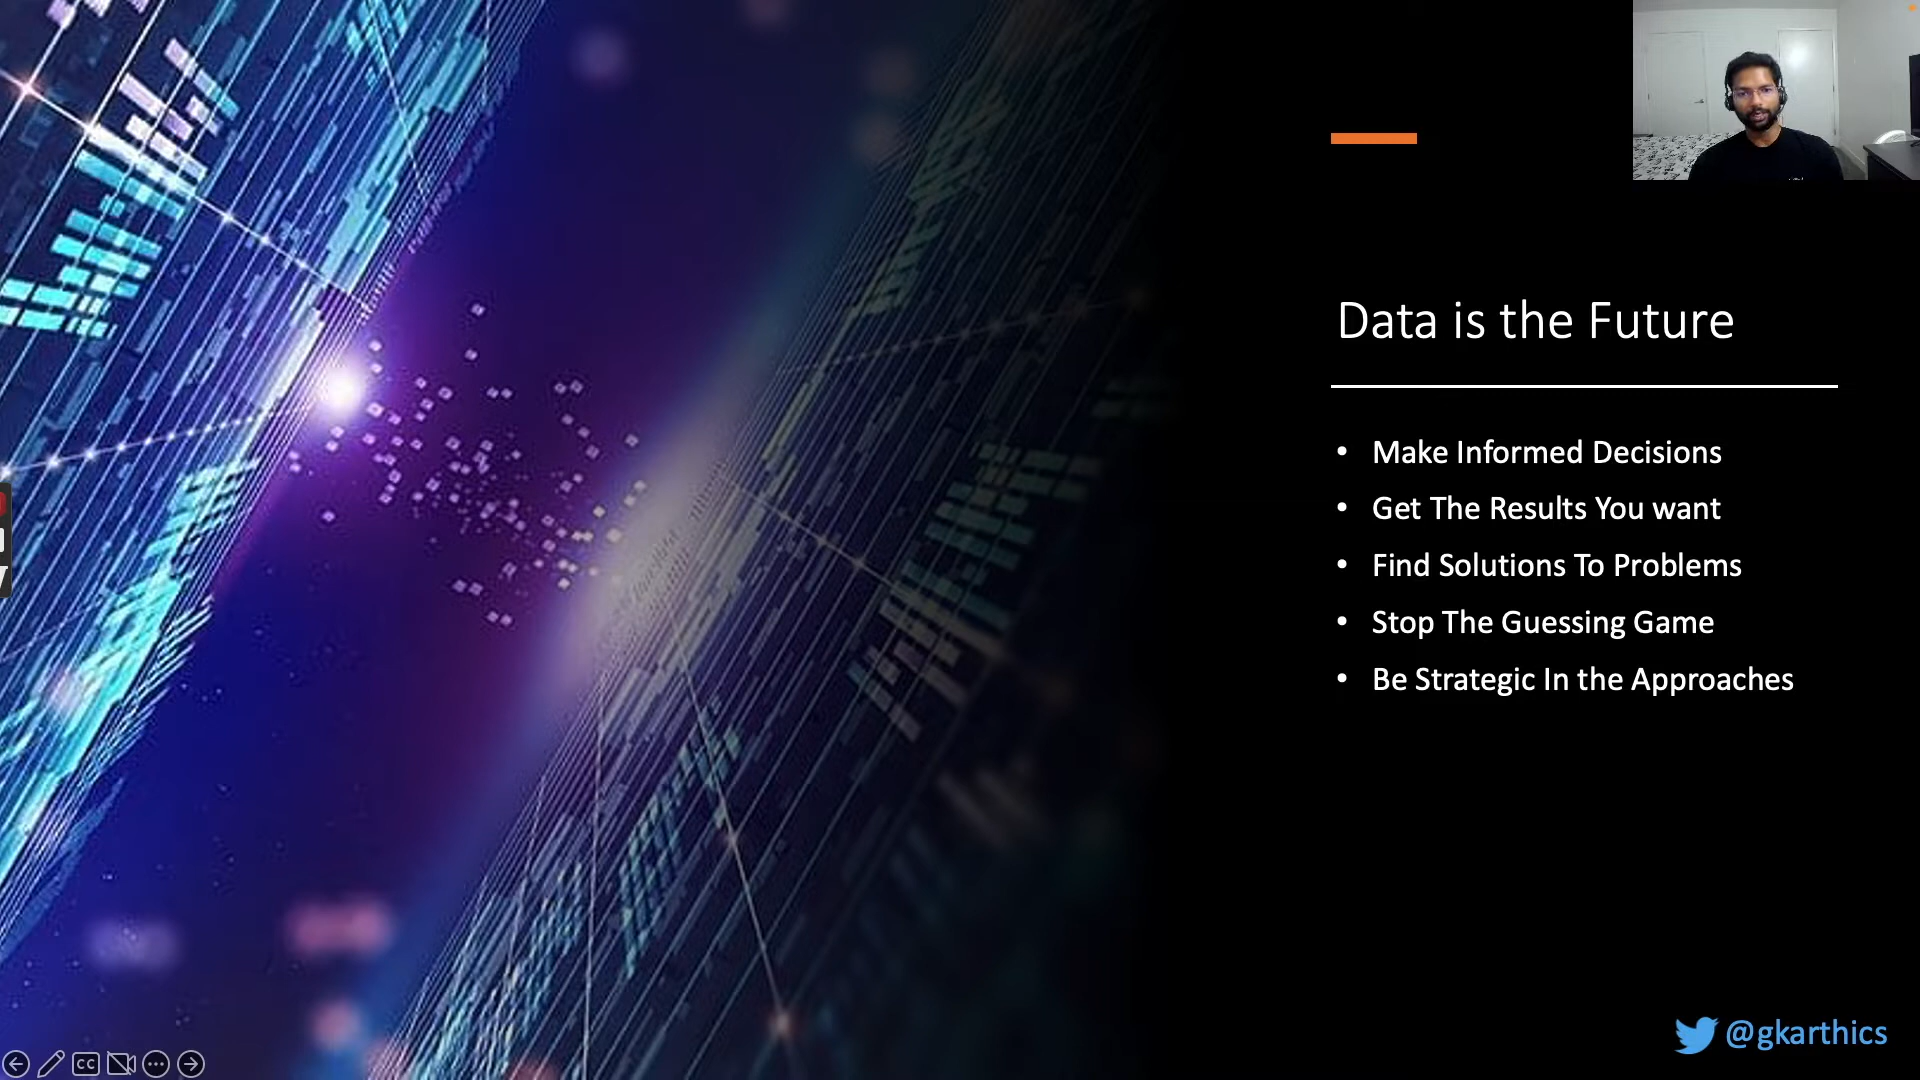 Data is the Future
• Make Informed Decisions
• Get The Results You want
• Find Solutions To Problems
• Stop The Guessing Game
• Be Strategic In the Approaches
@gkarthics
CC